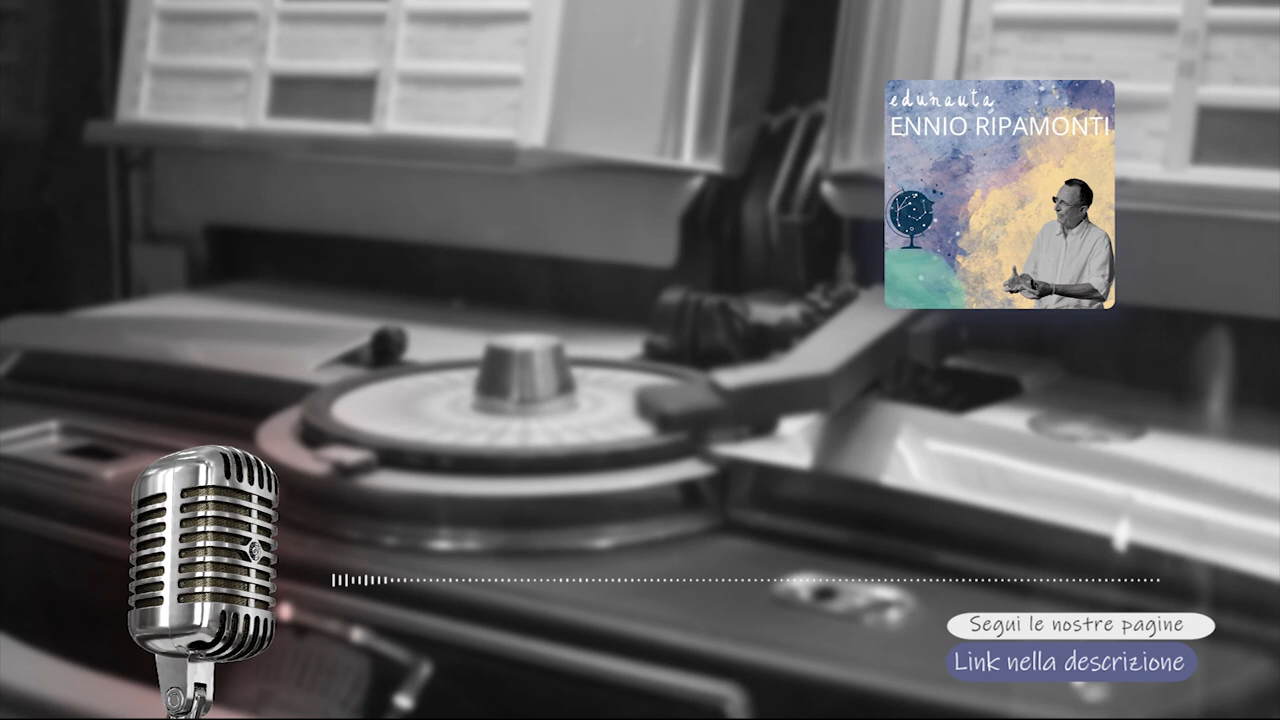 edunauta
ENNIO RIPAMONTI
Segui le nostre pagine
Link nella descrizione